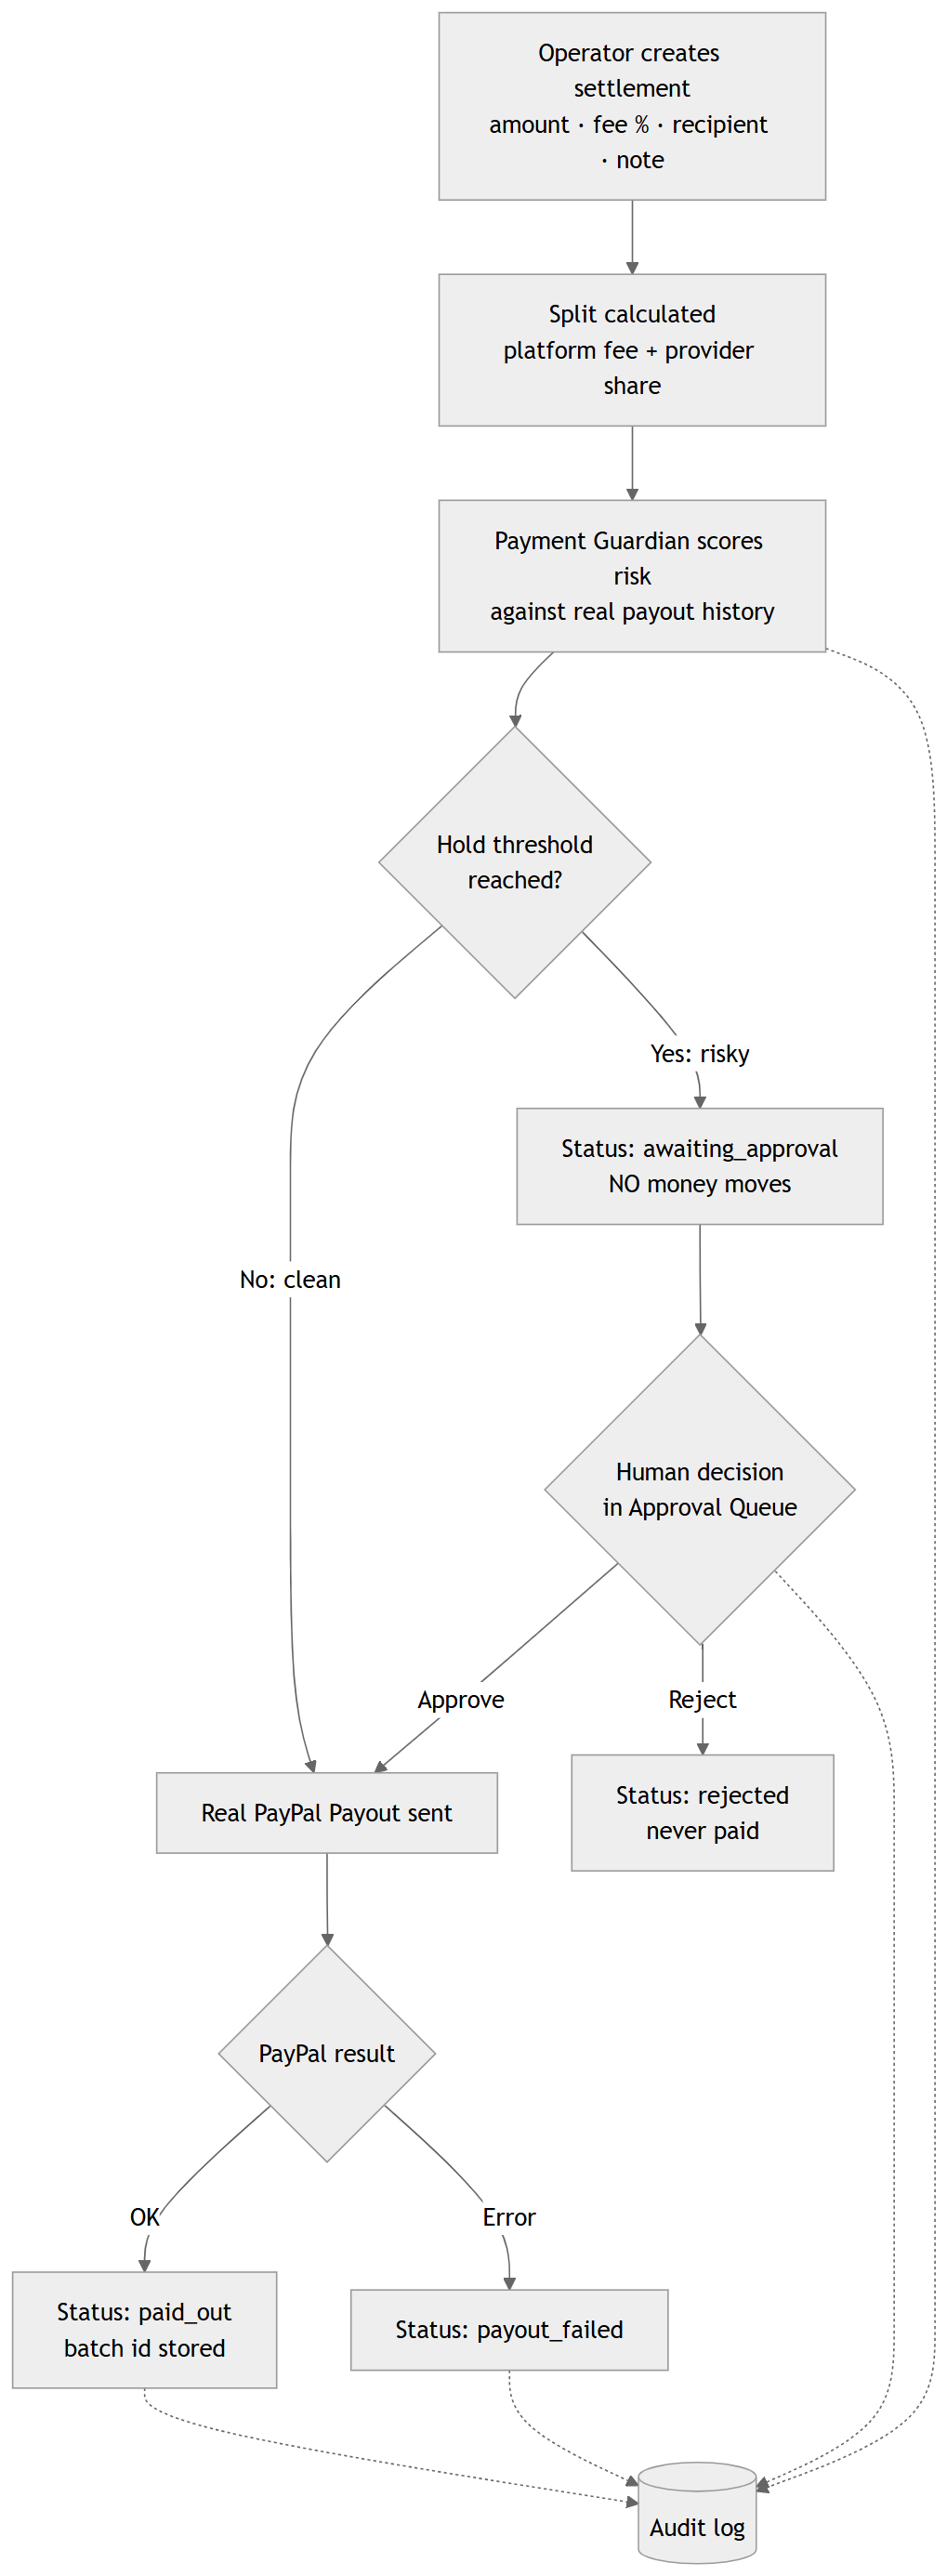 Operator creates
settlement
amount · fee % · recipient
· note
Split calculated
platform fee + provider
share
Payment Guardian scores
risk
against real payout history
Hold threshold
reached?
Yes: risky
Status: awaiting_approval
NO money moves
No: clean
Human decision
in Approval Queue
Approve
Reject
Status: rejected
never paid
Real PayPal Payout sent
PayPal result
OK
Error
Status: paid_out
batch id stored
Status: payout_failed
Audit log